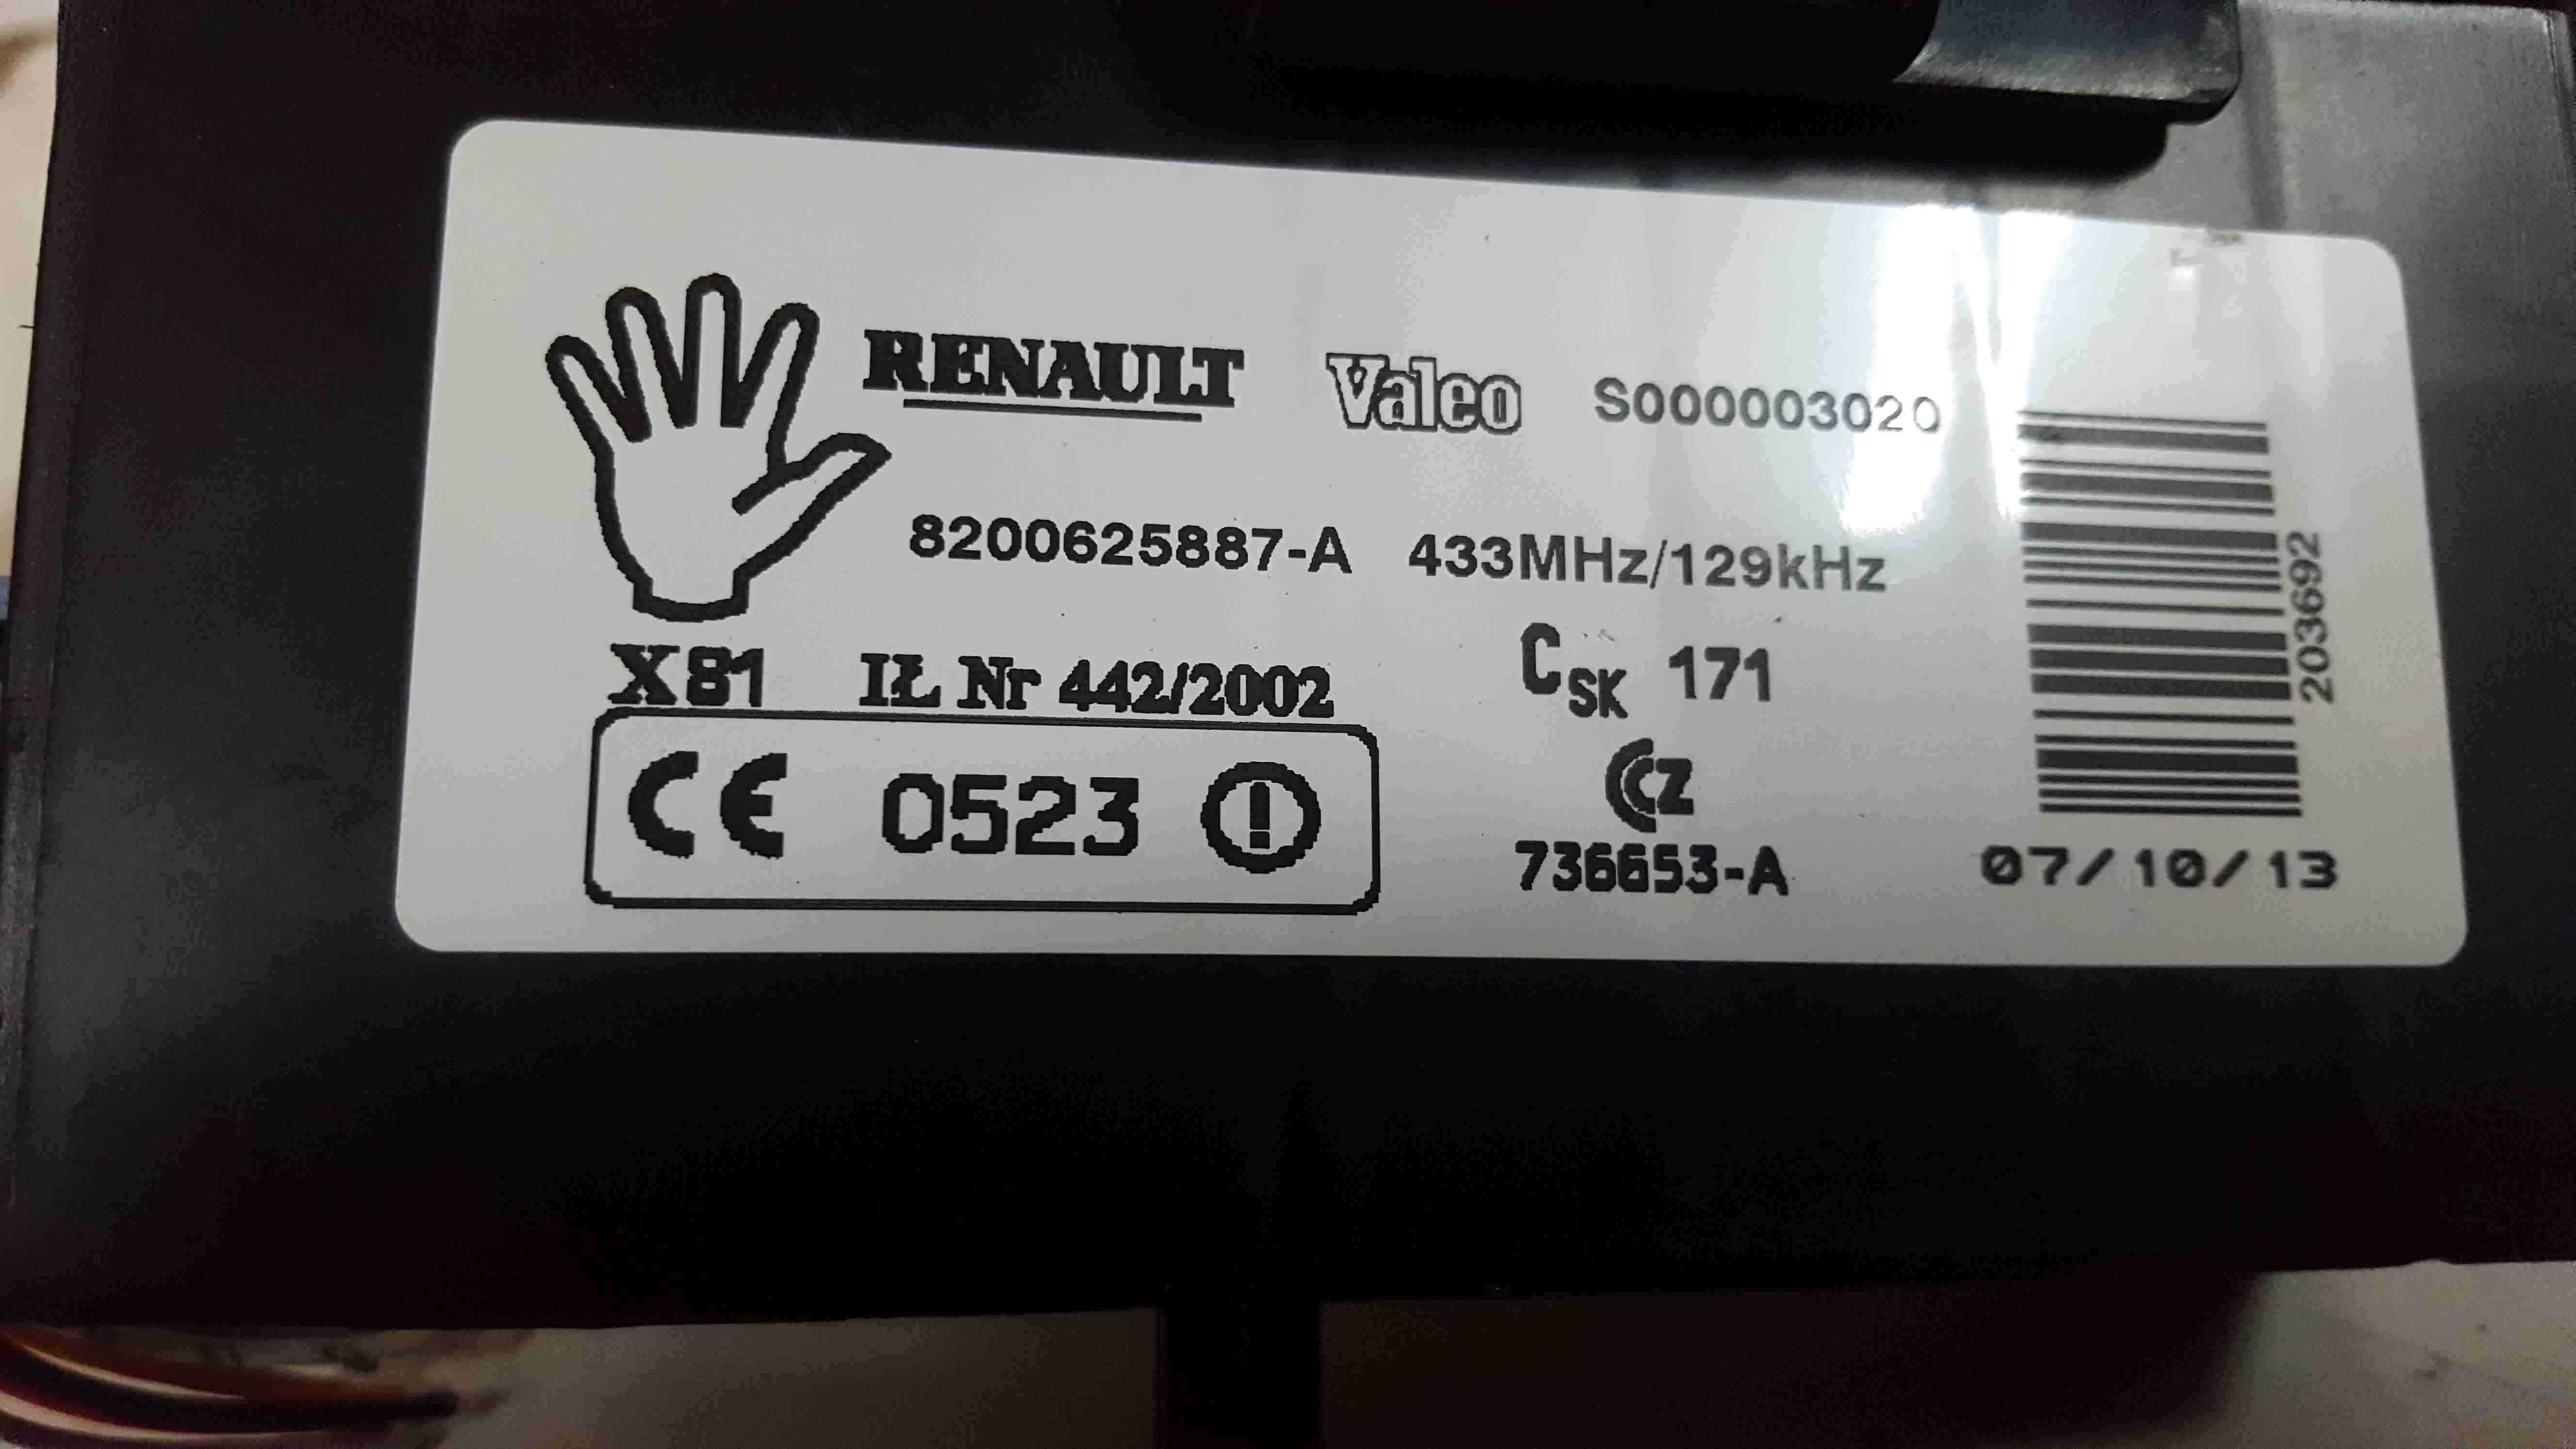 RENAULT Valeo S000003020
8200625887-A 433MHz/129kHz
X81 IŁ Nr 442/2002 CSK 171
CE 0523
CZ
736653-A
07/10/13
203692